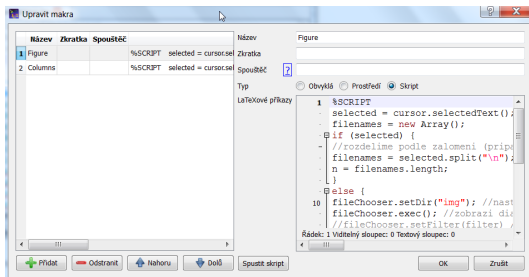 Upravit makra
Název Zkratka Spouštěč
1 Figure %SCRIPT selected = cursor.sel
2 Columns %SCRIPT selected = cursor.sel
Název Figure
Zkratka
Spouštěč ?
Typ Obvyklá Prostředí Skript
LaTeXové příkazy
1 %SCRIPT
selected = cursor.selectedText();
filenames = new Array();
if (selected) {
//rozdelime podle zalomeni (pripa
filenames = selected.split("\n");
n = filenames.length;
}
else {
10 fileChooser.setDir("img"); //nast
fileChooser.exec(); //zobrazi dia
//fileChooser.setFilter(filter) /
Řádek: 1 Viditelný sloupec: 0 Textový sloupec: 0
Přidat Odstranit Nahoru Dolů Spustit skript OK Zrušit